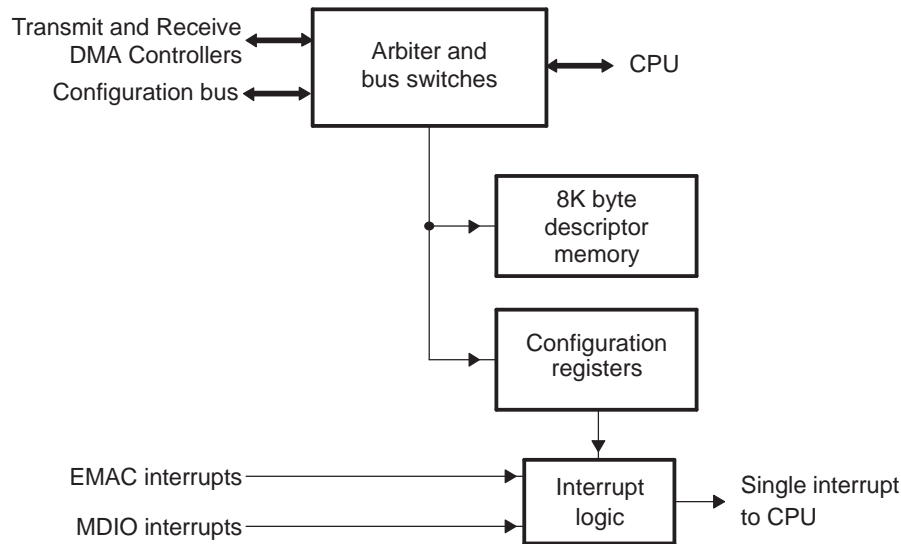 Transmit and Receive
DMA Controllers
Configuration bus
Arbiter and
bus switches
CPU
8K byte
descriptor
memory
Configuration
registers
EMAC interrupts
MDIO interrupts
Interrupt
logic
Single interrupt
to CPU